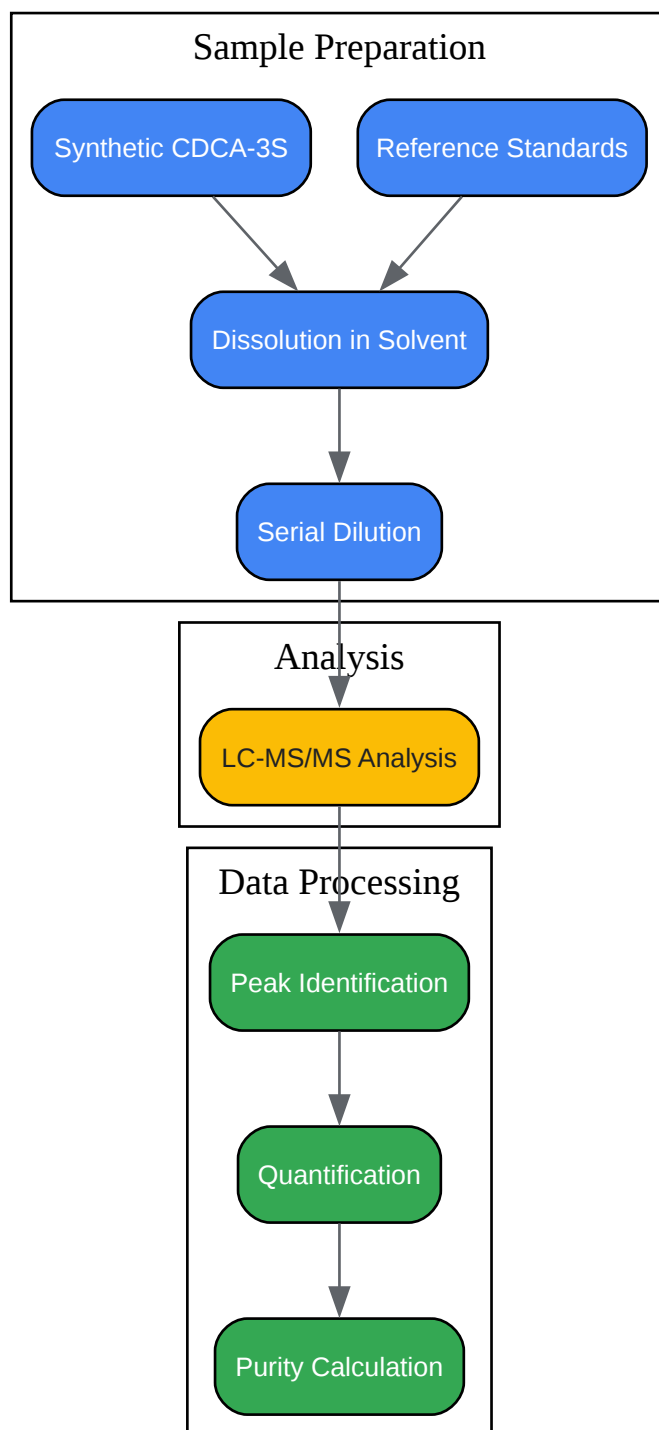 Sample Preparation
Synthetic CDCA-3S
Reference Standards
Dissolution in Solvent
Serial Dilution
Analysis
LC-MS/MS Analysis
Data Processing
Peak Identification
Quantification
Purity Calculation